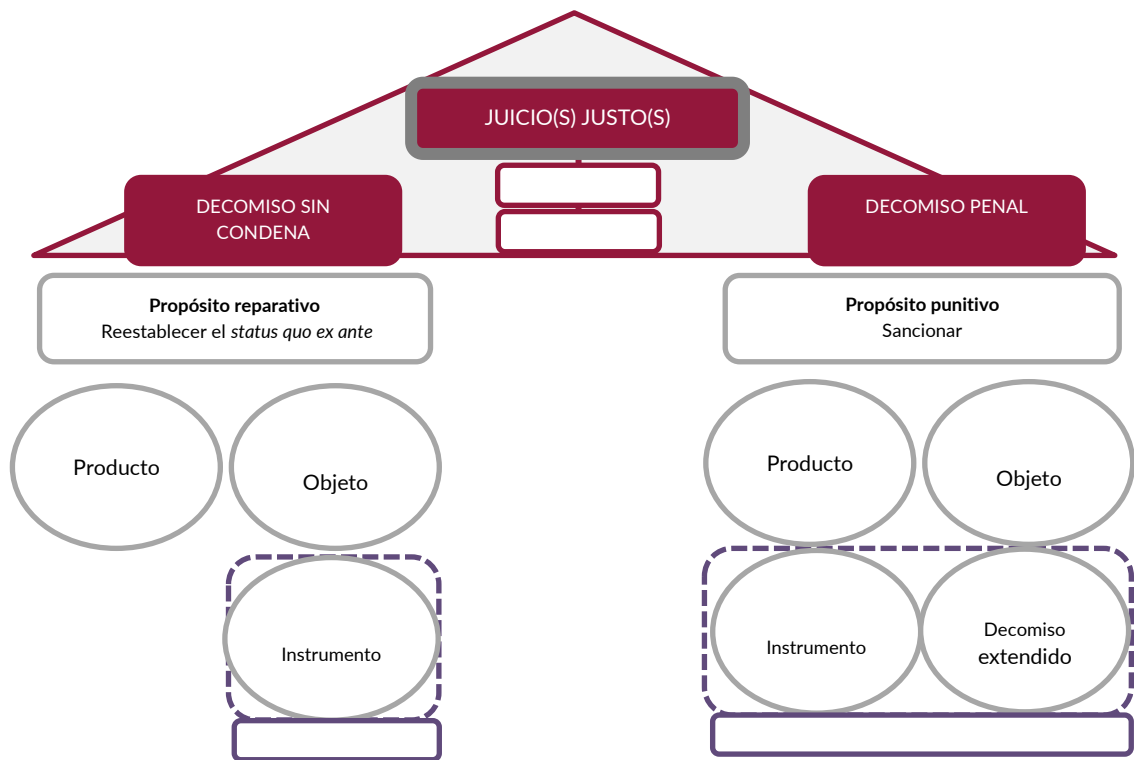 JUICIO(S) JUSTO(S)
DECOMISO SIN
CONDENA
DECOMISO PENAL
Propósito reparativo
Reestablecer el status quo ex ante
Propósito punitivo
Sancionar
Producto
Objeto
Producto
Objeto
Instrumento
Instrumento
Decomiso
extendido